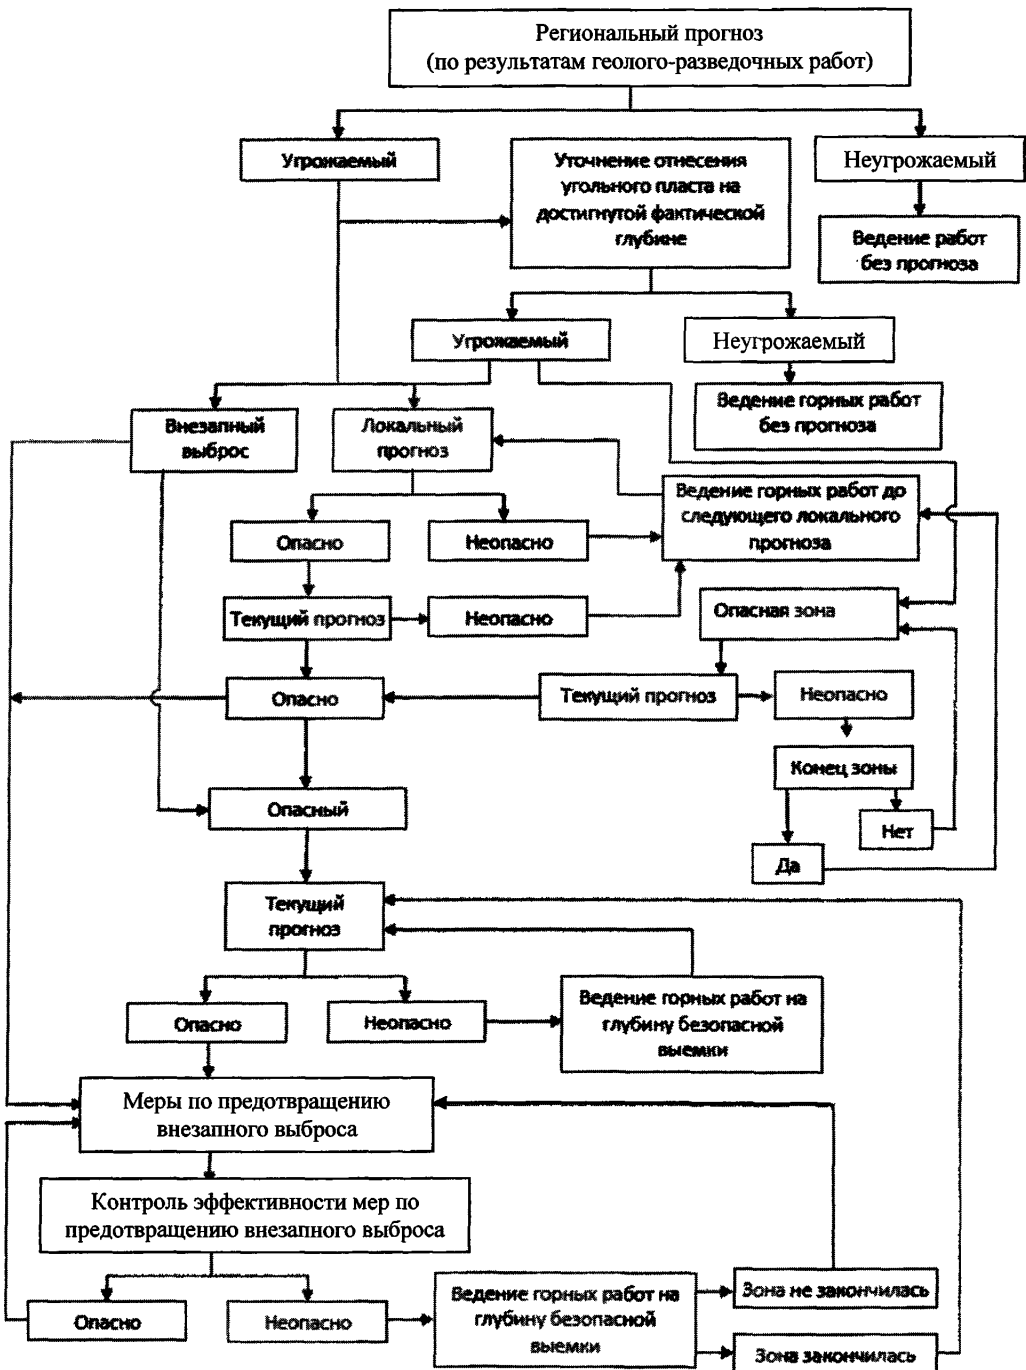 Региональный прогноз
(по результатам геолого-разведочных работ)
Угрожаемый
Уточнение отнесения
угольного пласта на
достигнутой фактической
глубине
Неугрожаемый
Ведение работ
без прогноза
Угрожаемый
Неугрожаемый
Ведение горных работ
без прогноза
Внезапный
выброс
Локальный
прогноз
Ведение горных работ до
следующего локального
прогноза
Опасно
Неопасно
Текущий прогноз
Неопасно
Опасная зона
Опасно
Текущий прогноз
Неопасно
Конец зоны
Опасный
Нет
Да
Текущий
прогноз
Опасно
Неопасно
Ведение горных работ на
глубину безопасной
выемки
Меры по предотвращению
внезапного выброса
Контроль эффективности мер по
предотвращению внезапного выброса
Опасно
Неопасно
Ведение горных работ на
глубину безопасной
выемки
Зона не закончилась
Зона закончилась